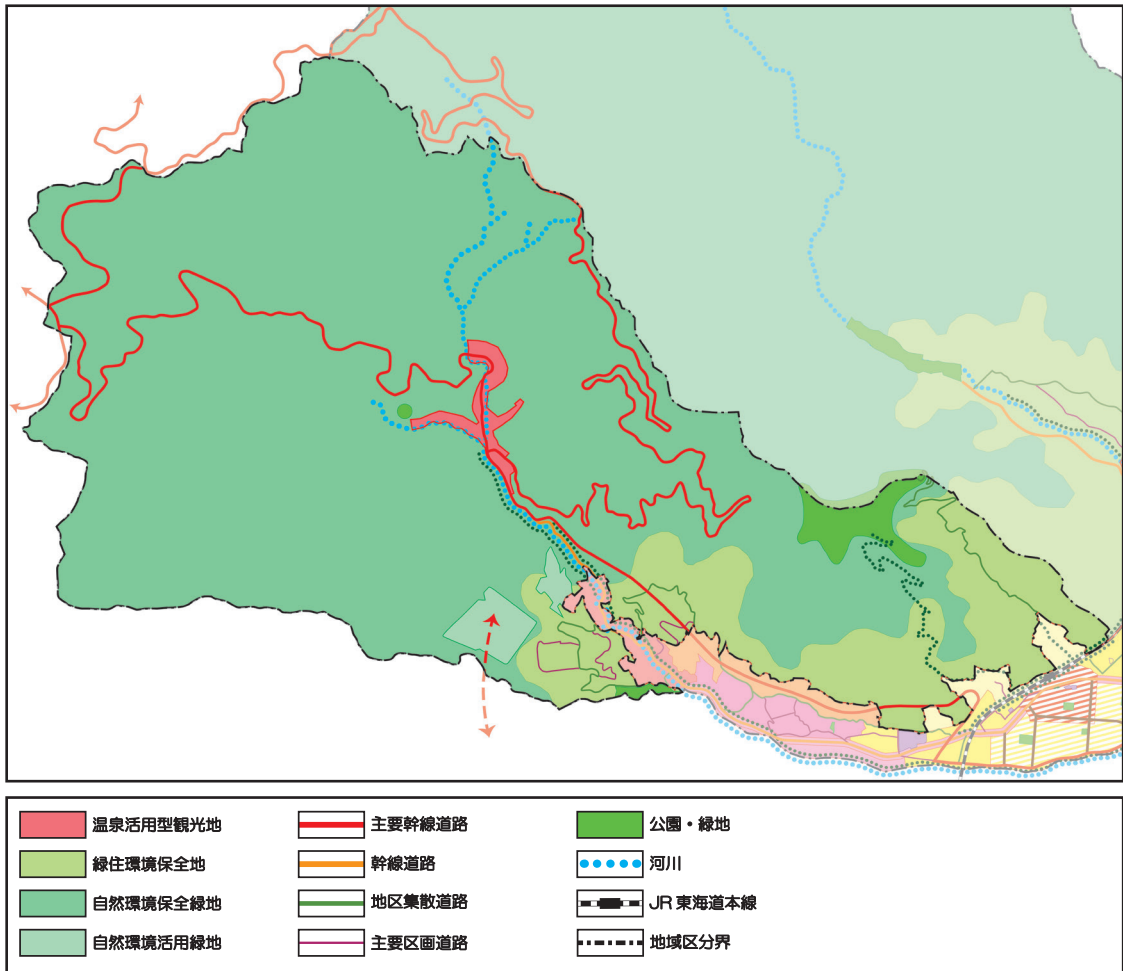 温泉活用型観光地
主要幹線道路
公園・緑地
緑住環境保全地
幹線道路
河川
自然環境保全緑地
地区集散道路
JR東海道本線
自然環境活用緑地
主要区画道路
地域区分界